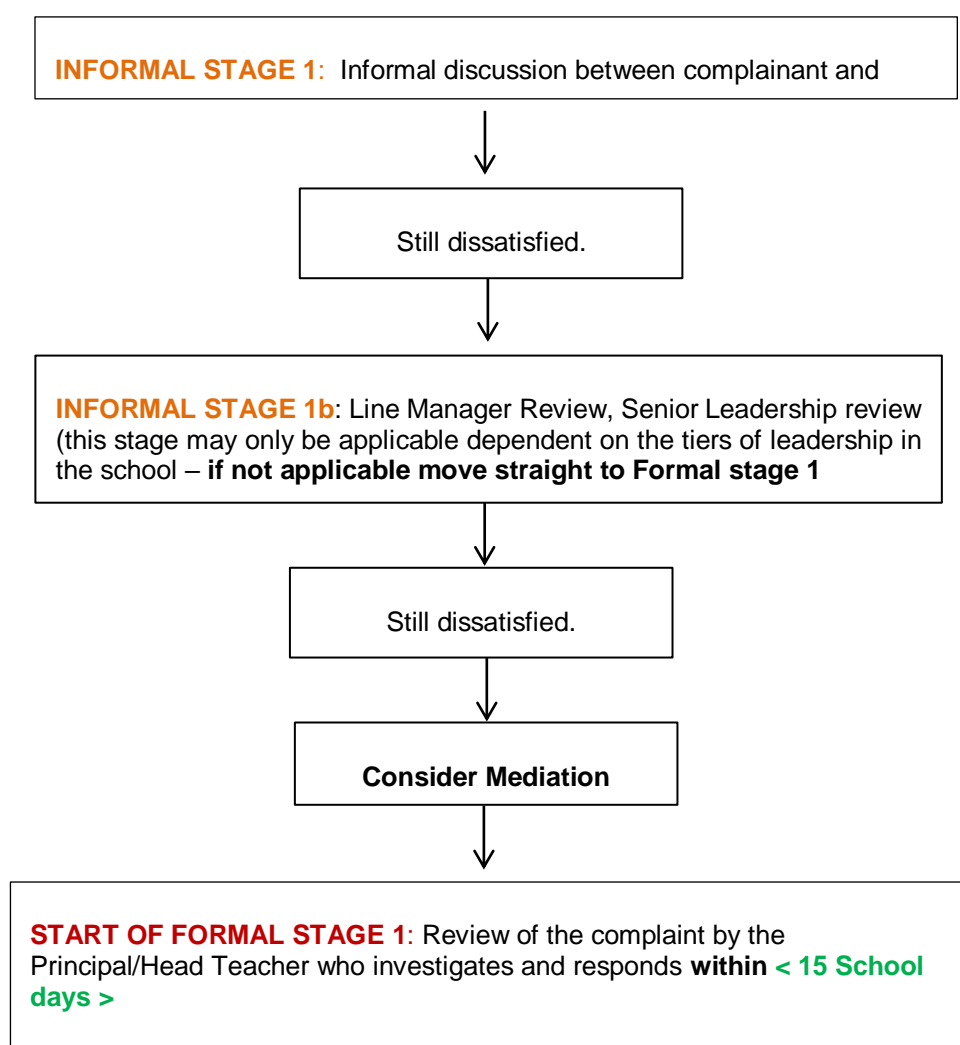 INFORMAL STAGE 1: Informal discussion between complainant and
Still dissatisfied.
INFORMAL STAGE 1b: Line Manager Review, Senior Leadership review
(this stage may only be applicable dependent on the tiers of leadership in
the school – if not applicable move straight to Formal stage 1
Still dissatisfied.
Consider Mediation
START OF FORMAL STAGE 1: Review of the complaint by the
Principal/Head Teacher who investigates and responds within < 15 School
days >